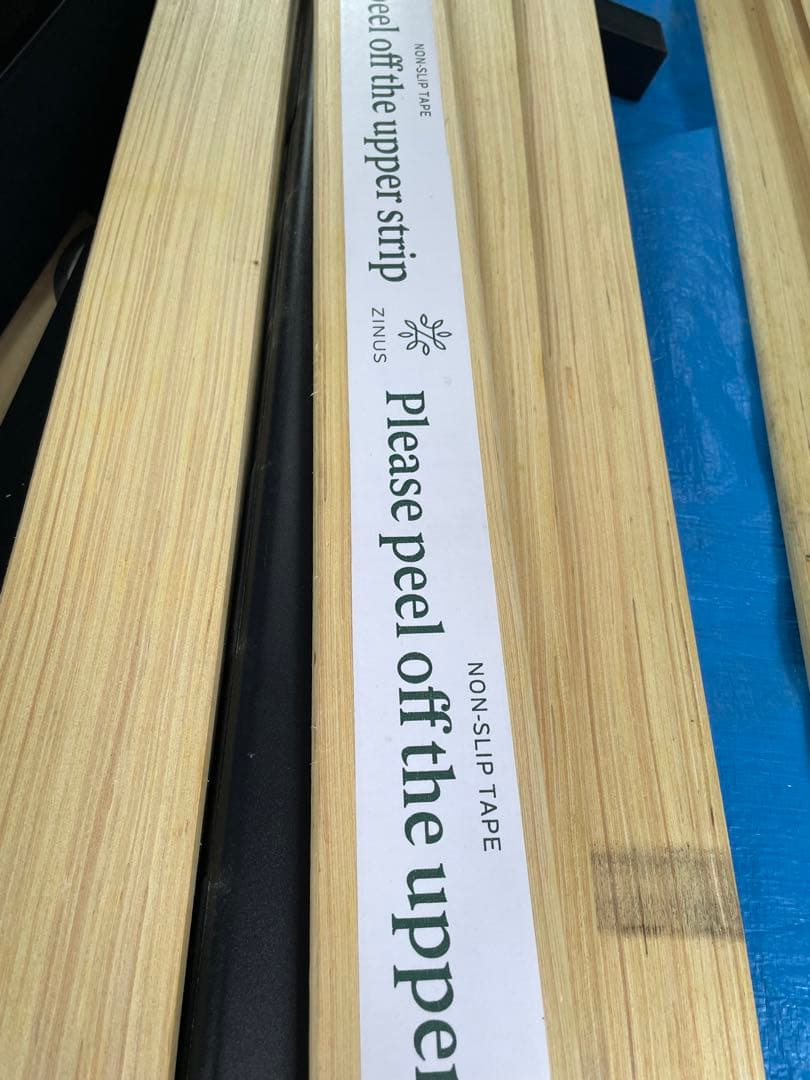 eel off the upper strip
NON-SLIP TAPE
ZINUS
Please peel off the upper
NON-SLIP TAPE